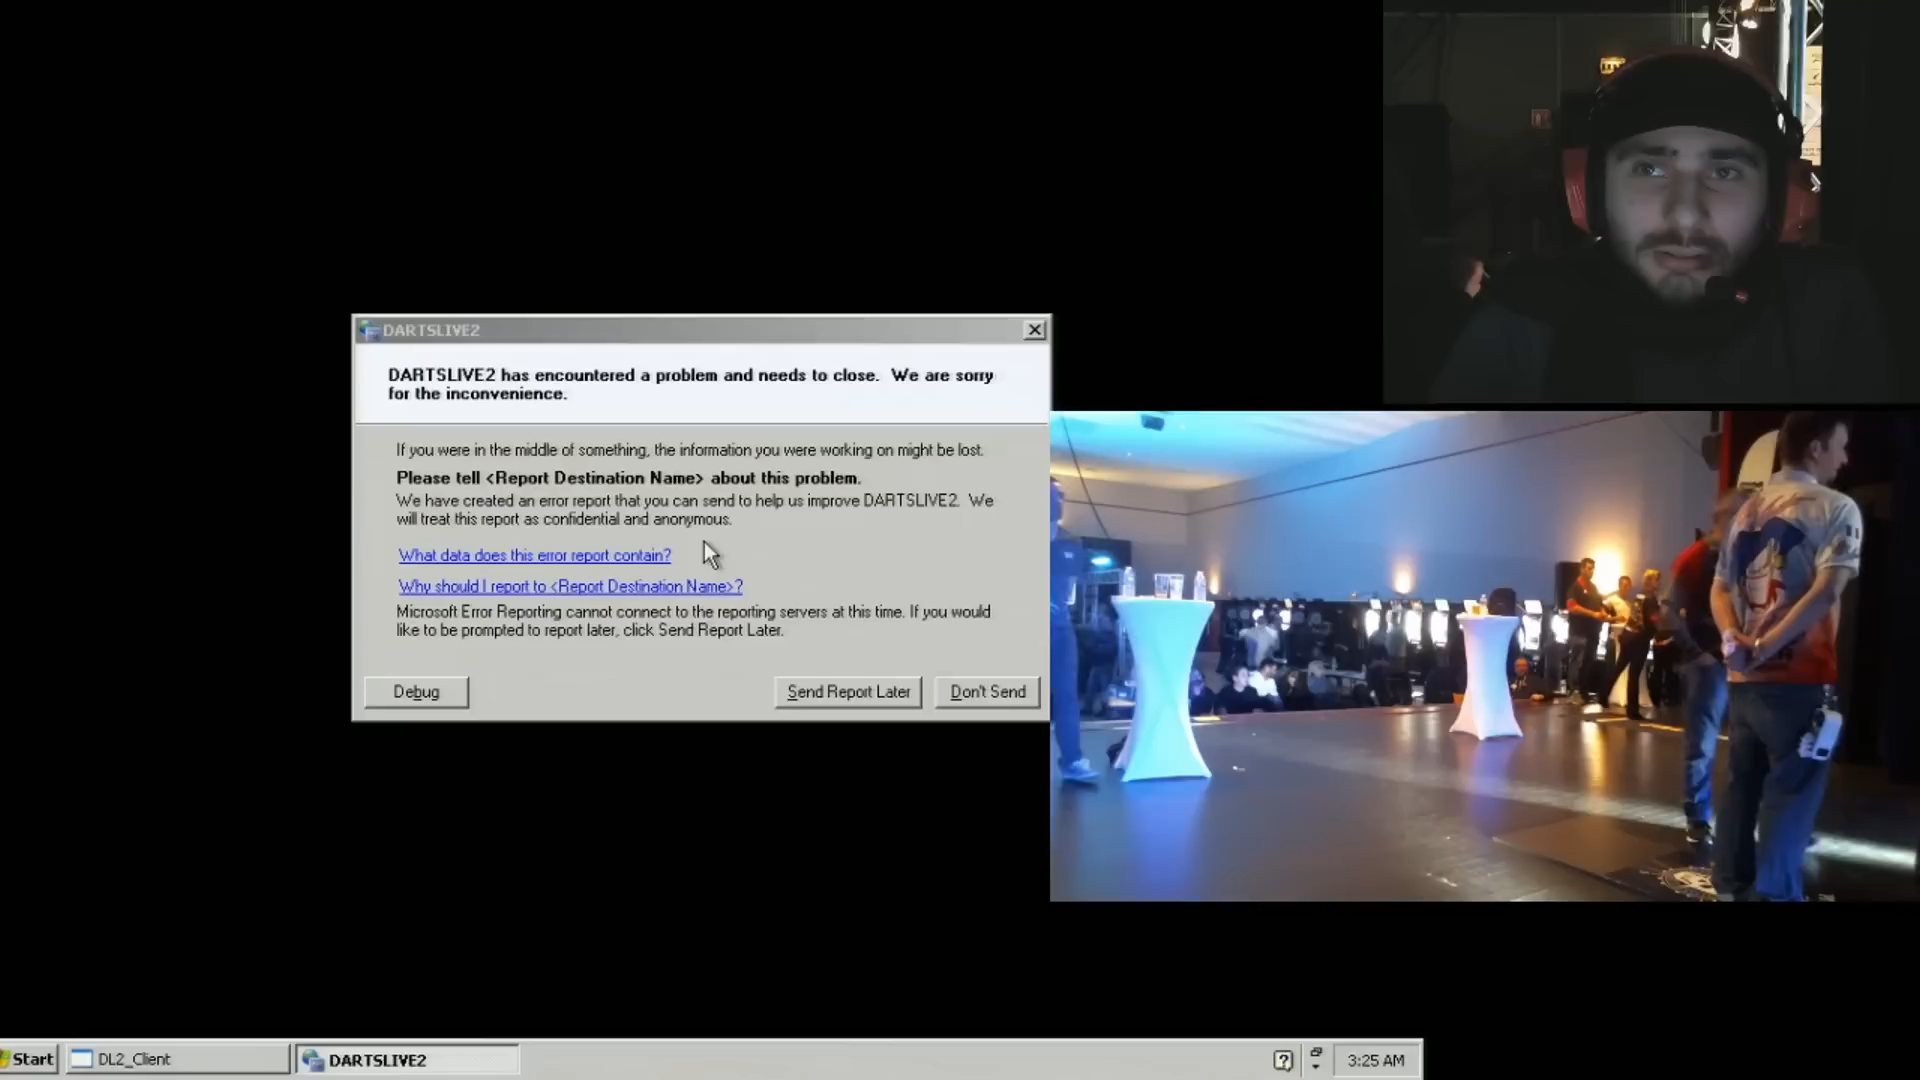 DARTSLIVE2
DARTSLIVE2 has encountered a problem and needs to close. We are sorry
for the inconvenience.
If you were in the middle of something, the information you were working on might be lost.
Please tell <Report Destination Name> about this problem.
We have created an error report that you can send to help us improve DARTSLIVE2. We
will treat this report as confidential and anonymous.
What data does this error report contain?
Why should I report to <Report Destination Name>?
Microsoft Error Reporting cannot connect to the reporting servers at this time. If you would
like to be prompted to report later, click Send Report Later.
Debug
Send Report Later
Don't Send
Start
DL2_Client
DARTSLIVE2
3:25 AM